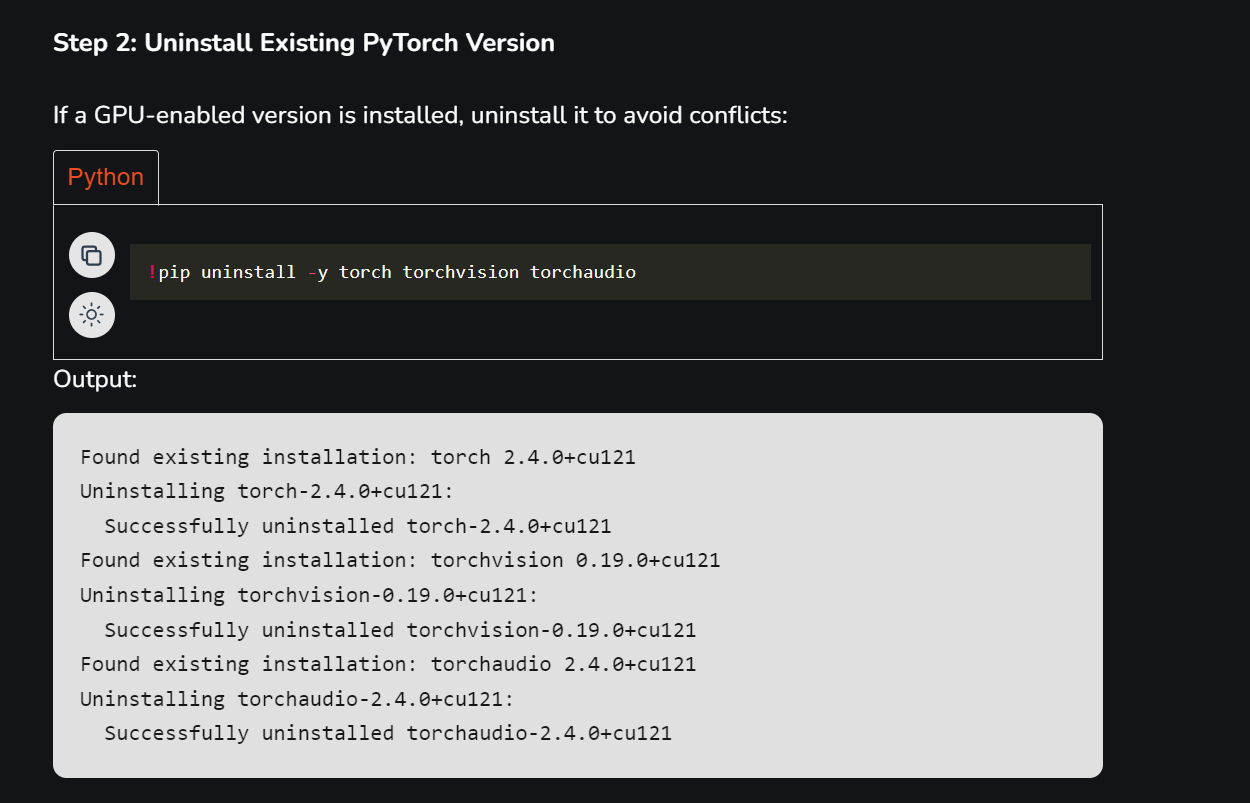 Step 2: Uninstall Existing PyTorch Version
If a GPU-enabled version is installed, uninstall it to avoid conflicts:
Python
!pip uninstall -y torch torchvision torchaudio
Output:
Found existing installation: torch 2.4.0+cu121
Uninstalling torch-2.4.0+cu121:
  Successfully uninstalled torch-2.4.0+cu121
Found existing installation: torchvision 0.19.0+cu121
Uninstalling torchvision-0.19.0+cu121:
  Successfully uninstalled torchvision-0.19.0+cu121
Found existing installation: torchaudio 2.4.0+cu121
Uninstalling torchaudio-2.4.0+cu121:
  Successfully uninstalled torchaudio-2.4.0+cu121